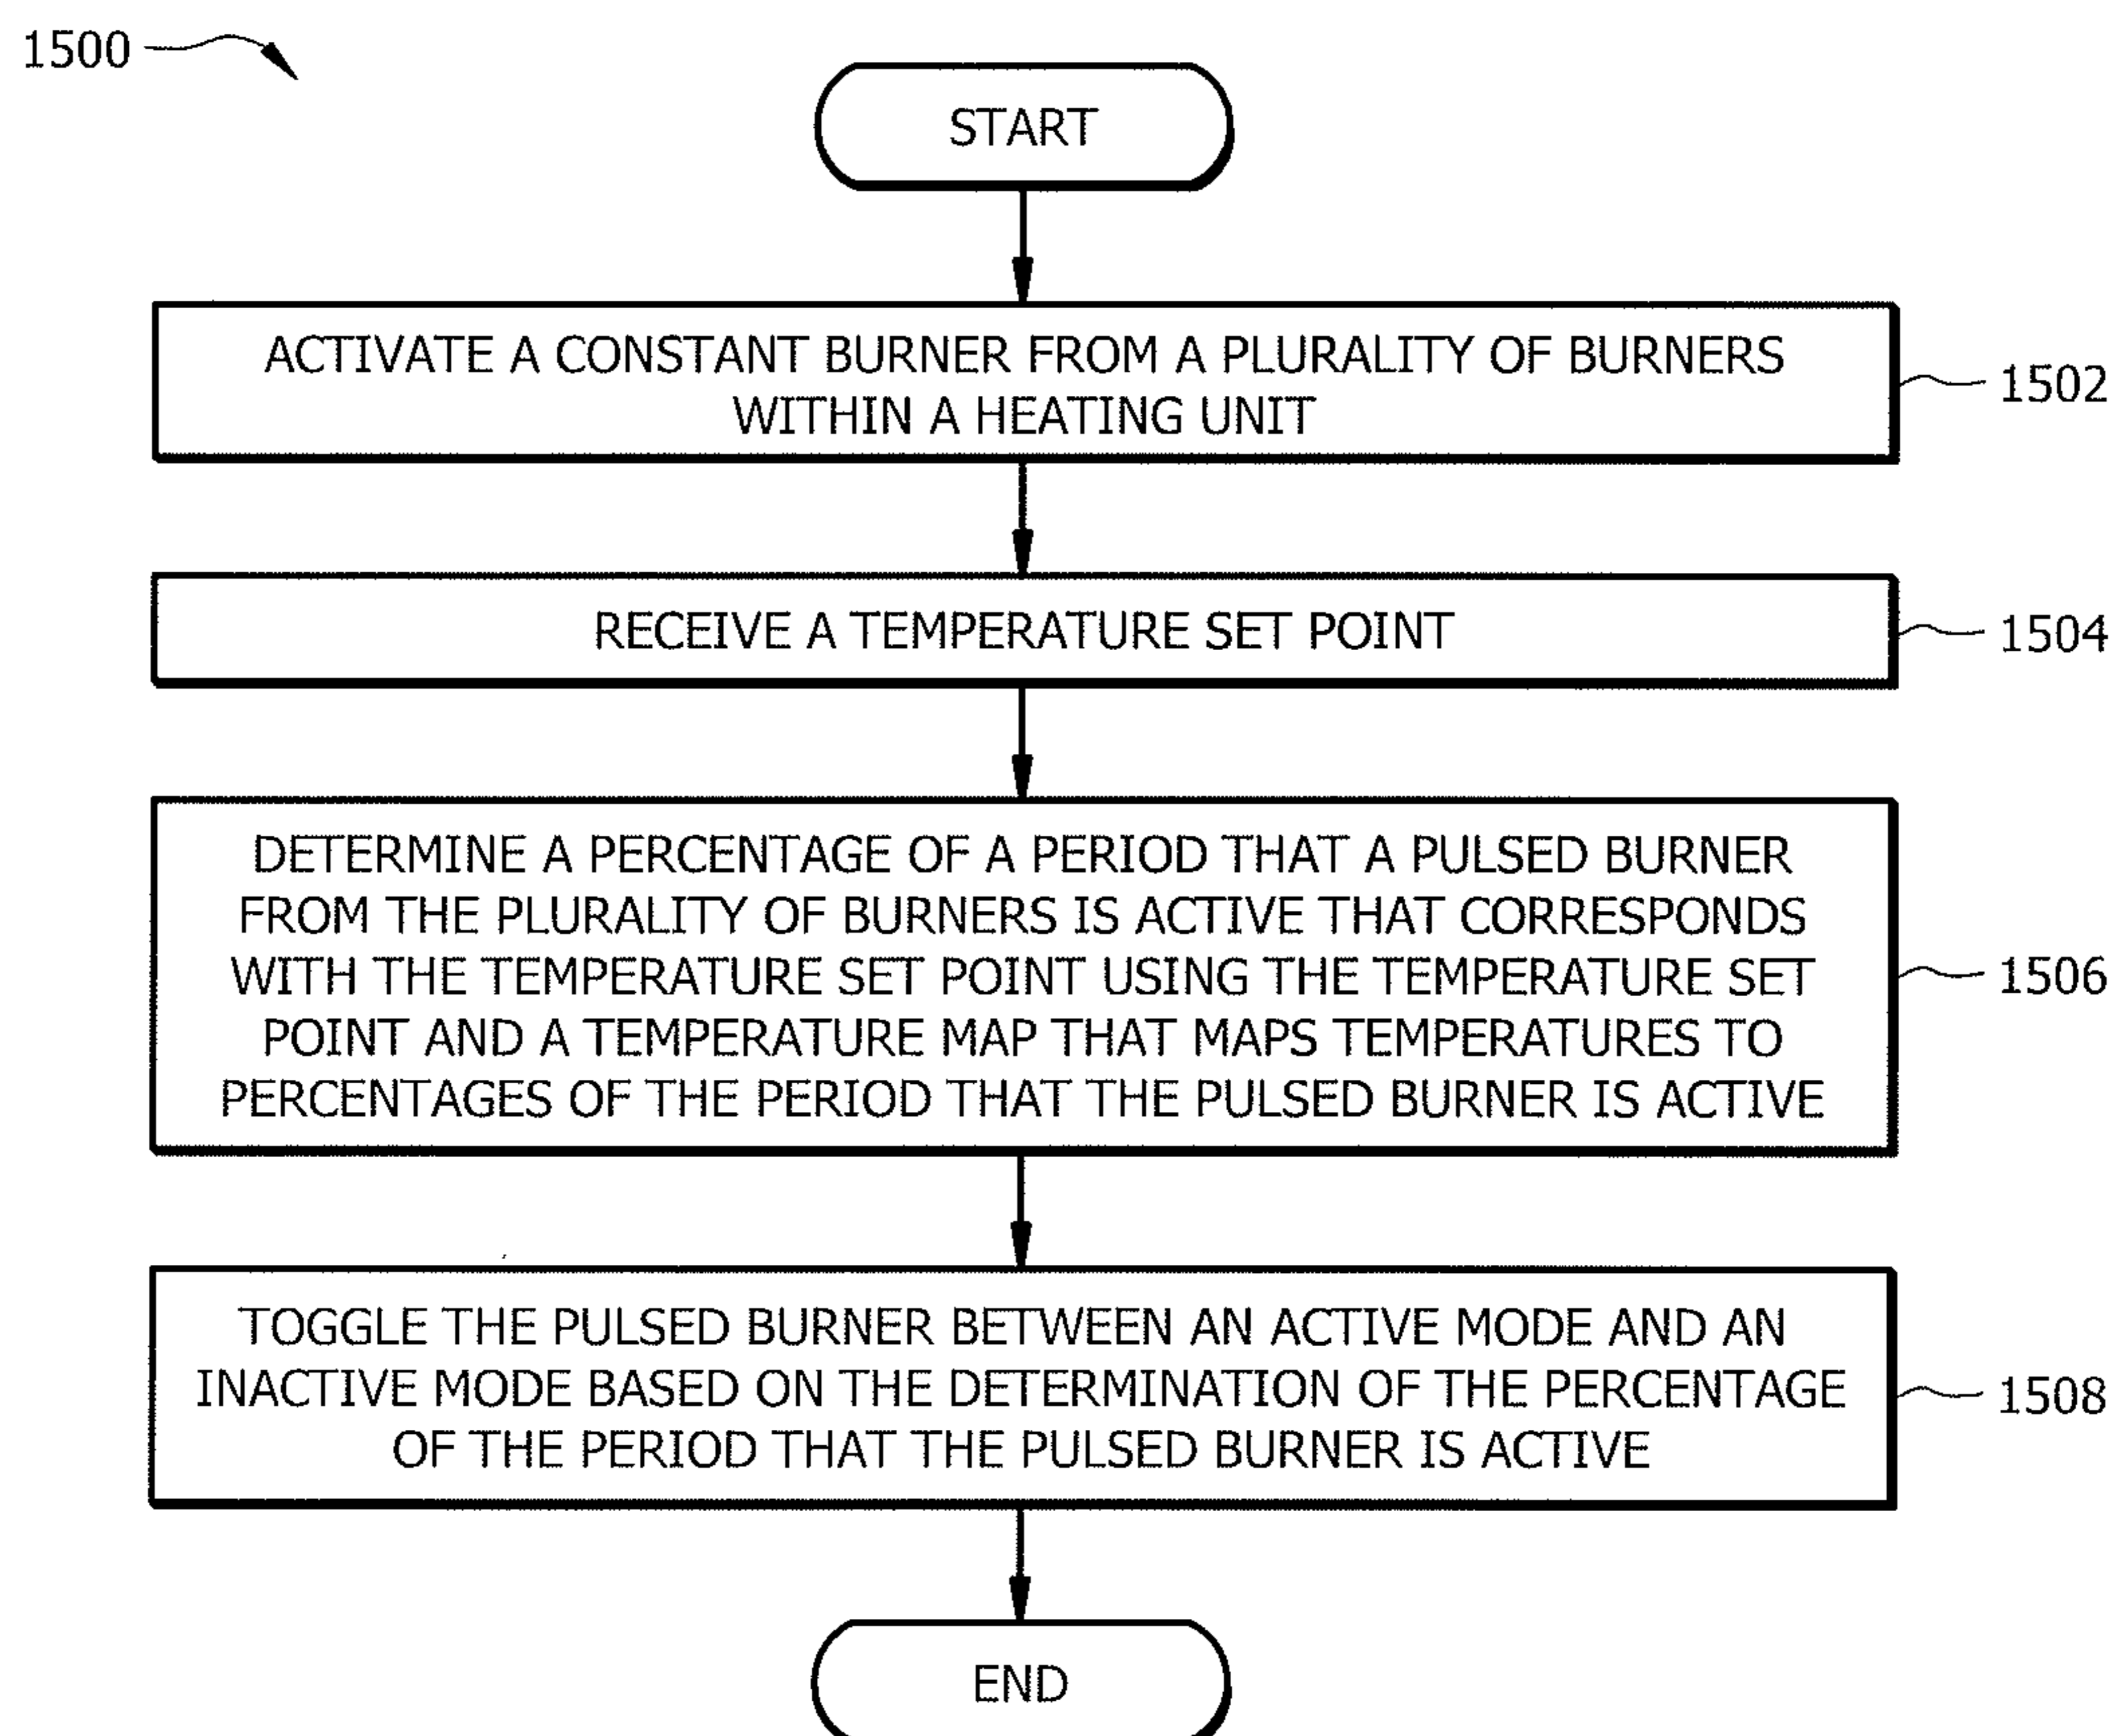 1500
START
ACTIVATE A CONSTANT BURNER FROM A PLURALITY OF BURNERS
WITHIN A HEATING UNIT
1502
RECEIVE A TEMPERATURE SET POINT
1504
DETERMINE A PERCENTAGE OF A PERIOD THAT A PULSED BURNER
FROM THE PLURALITY OF BURNERS IS ACTIVE THAT CORRESPONDS
WITH THE TEMPERATURE SET POINT USING THE TEMPERATURE SET
POINT AND A TEMPERATURE MAP THAT MAPS TEMPERATURES TO
PERCENTAGES OF THE PERIOD THAT THE PULSED BURNER IS ACTIVE
1506
TOGGLE THE PULSED BURNER BETWEEN AN ACTIVE MODE AND AN
INACTIVE MODE BASED ON THE DETERMINATION OF THE PERCENTAGE
OF THE PERIOD THAT THE PULSED BURNER IS ACTIVE
1508
END